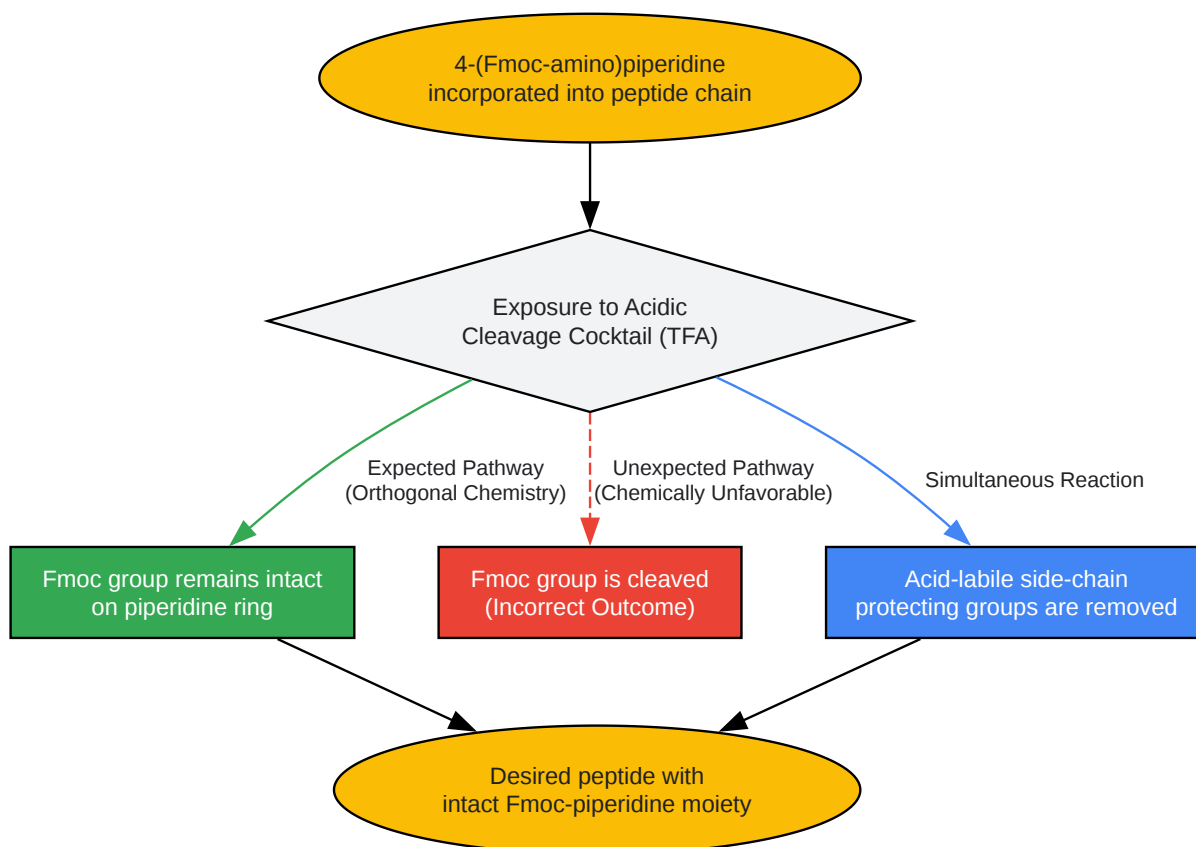 4-(Fmoc-amino)piperidine
incorporated into peptide chain
Exposure to Acidic
Cleavage Cocktail (TFA)
Expected Pathway
(Orthogonal Chemistry)
Unexpected Pathway
(Chemically Unfavorable)
Simultaneous Reaction
Fmoc group remains intact
on piperidine ring
Fmoc group is cleaved
(Incorrect Outcome)
Acid-labile side-chain
protecting groups are removed
Desired peptide with
intact Fmoc-piperidine moiety